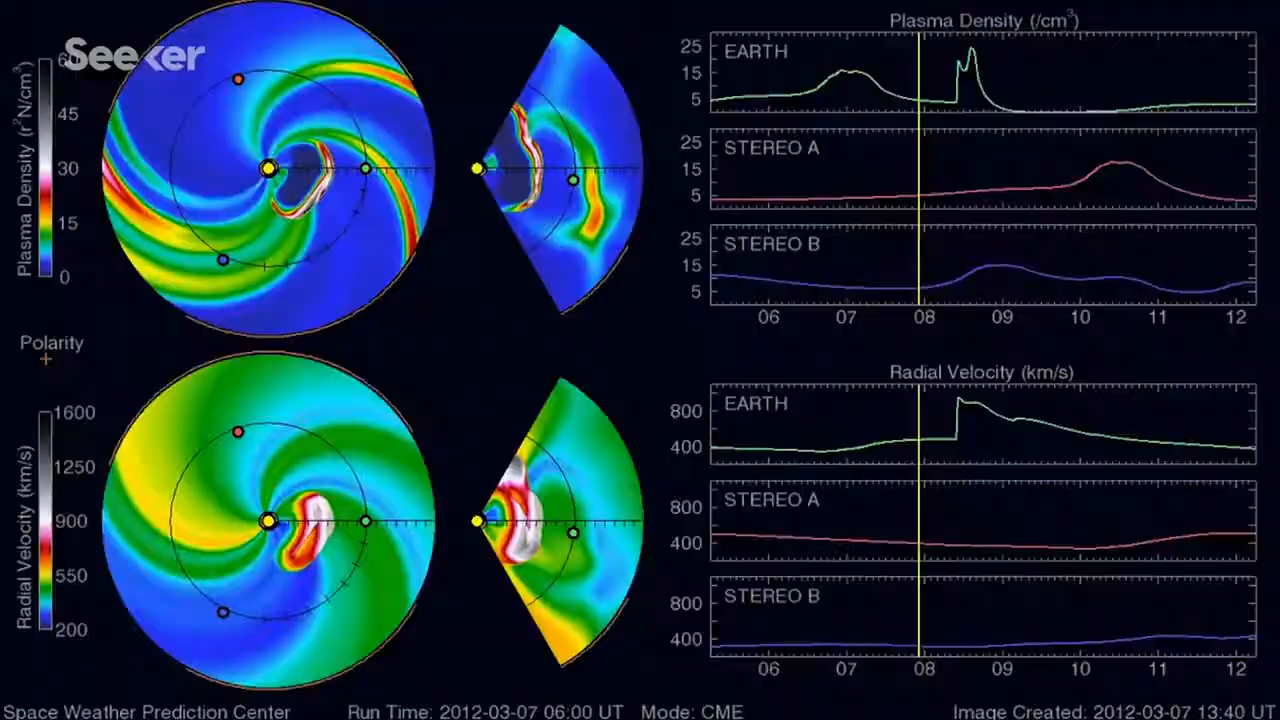 Seeker
Plasma Density (r²N/cm³)
45
30
15
0
Plasma Density (/cm³)
EARTH
25
15
5
STEREO A
25
15
5
STEREO B
25
15
5
06 07 08 09 10 11 12
Polarity
+
Radial Velocity (km/s)
1600
1250
900
550
200
Radial Velocity (km/s)
EARTH
800
400
STEREO A
800
400
STEREO B
800
400
06 07 08 09 10 11 12
Space Weather Prediction Center Run Time: 2012-03-07 06:00 UT Mode: CME Image Created: 2012-03-07 13:40 UT